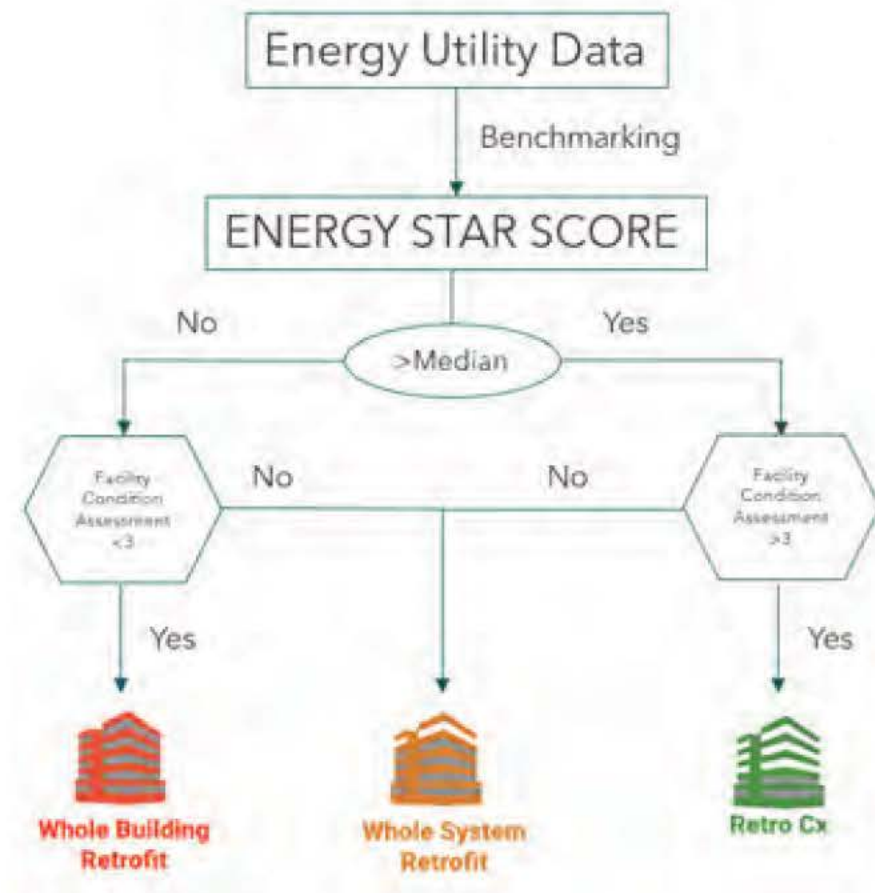 Energy Utility Data
Benchmarking
ENERGY STAR SCORE
No
Yes
>Median
Facility
Condition
Assessment
<3
No
No
Facility
Condition
Assessment
>3
Yes
Yes
Whole Building
Retrofit
Whole System
Retrofit
Retro Cx